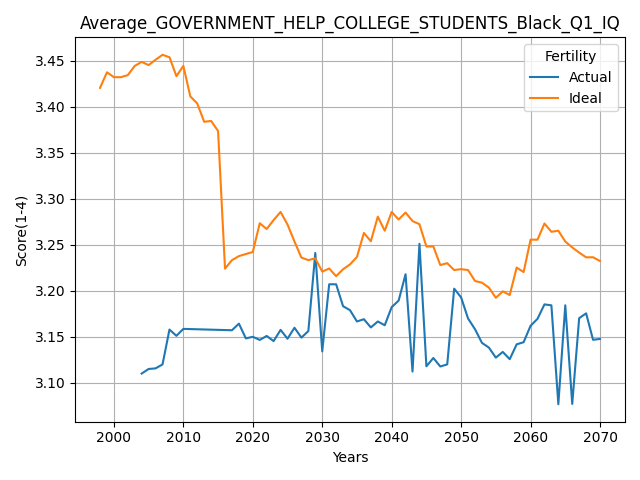 Average_GOVERNMENT_HELP_COLLEGE_STUDENTS_Black_Q1_IQ
Fertility
Actual
Ideal
Score(1-4)
3.45
3.40
3.35
3.30
3.25
3.20
3.15
3.10
2000 2010 2020 2030 2040 2050 2060 2070
Years